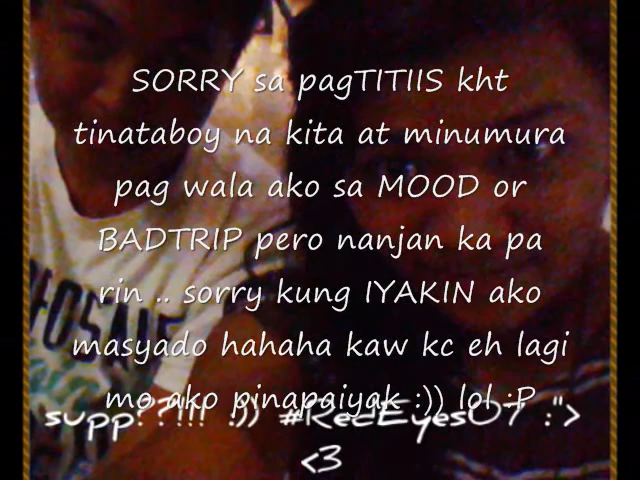 SORRY sa pagTITIIS kht
tinataboy na kita at minumura
pag wala ako sa MOOD or
BADTRIP pero nanjan ka pa
rin .. sorry kung IYAKIN ako
masyado hahaha kaw kc eh lagi
mo ako pinapaiyak :)) lol :P
supp!??!!! :)) #RedEyes07 :">
<3